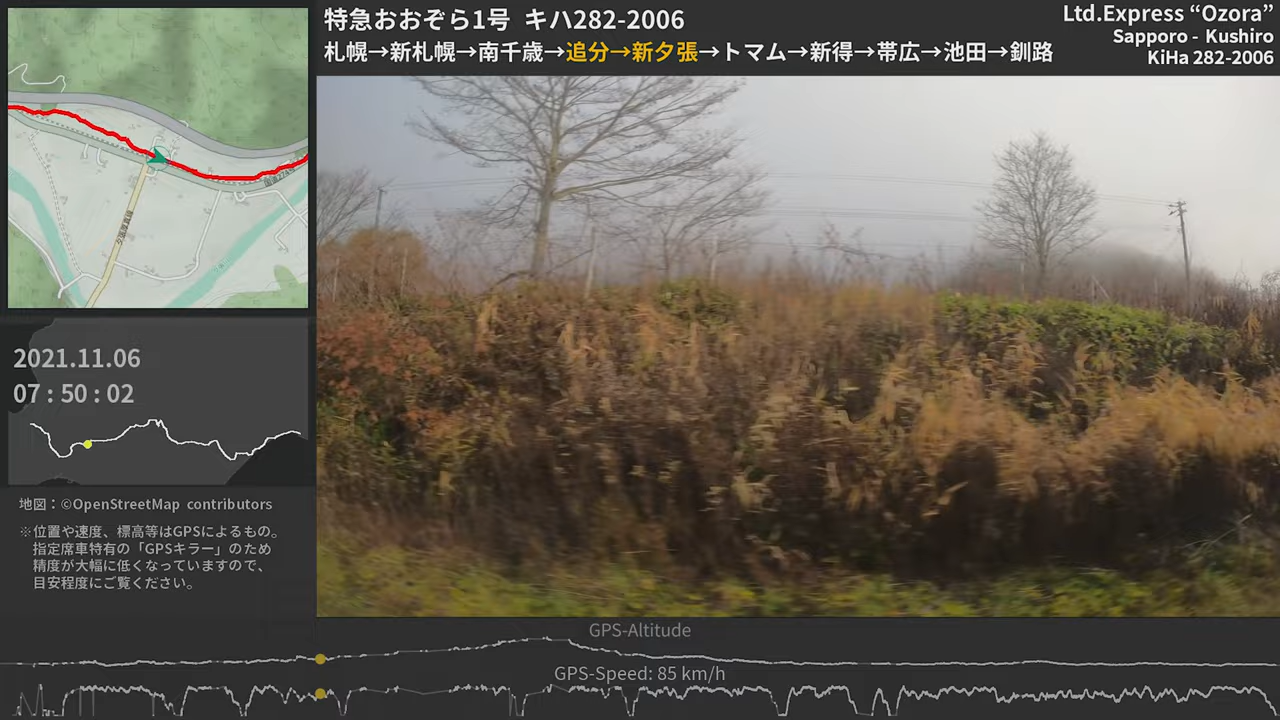 特急おおぞら1号 キハ282-2006
札幌→新札幌→南千歳→追分→新夕張→トマム→新得→帯広→池田→釧路
Ltd.Express “Ozora”
Sapporo - Kushiro
KiHa 282-2006
2021.11.06
07 : 50 : 02
地図：©OpenStreetMap contributors
※位置や速度、標高等はGPSによるもの。
指定席車特有の「GPSキラー」のため
精度が大幅に低くなっていますので、
目安程度にご覧ください。
GPS-Altitude
GPS-Speed: 85 km/h